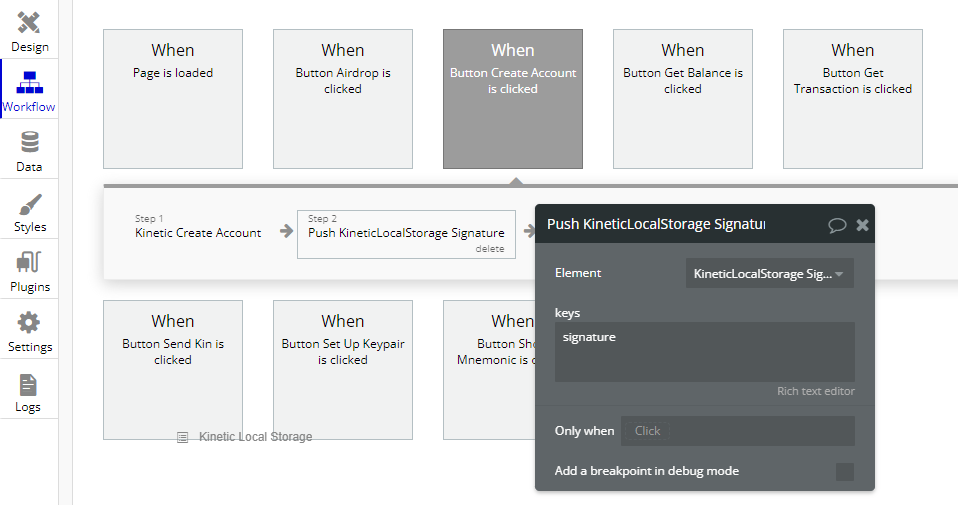 Design
Workflow
Data
Styles
Plugins
Settings
Logs
When
Page is loaded
When
Button Airdrop is
clicked
When
Button Create Account
is clicked
When
Button Get Balance is
clicked
When
Button Get
Transaction is clicked
Step 1
Kinetic Create Account
Step 2
Push KineticLocalStorage Signature
delete
When
Button Send Kin is
clicked
When
Button Set Up Keypair
is clicked
When
Button
Mnemonic is
Kinetic Local Storage
Push KineticLocalStorage Signatur
Element
KineticLocalStorage Sig...
keys
signature
Rich text editor
Only when
Click
Add a breakpoint in debug mode